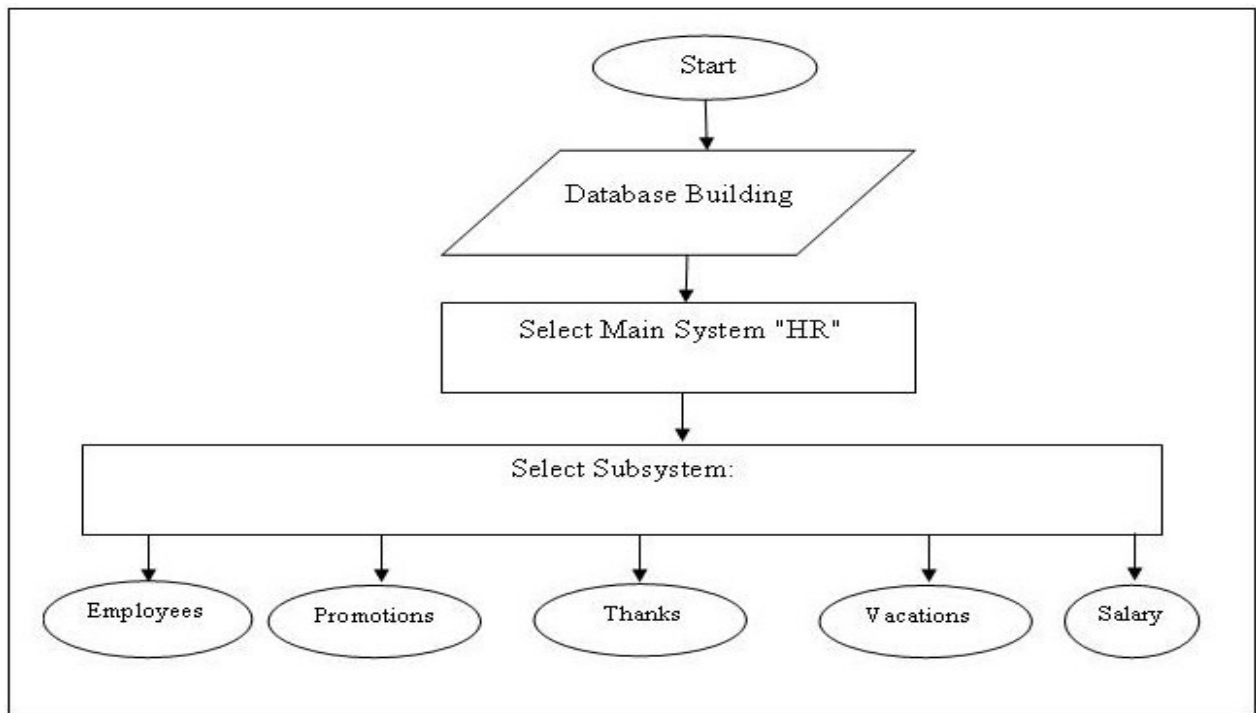 Start
Database Building
Select Main System "HR"
Select Subsystem:
Employees
Promotions
Thanks
Vacations
Salary